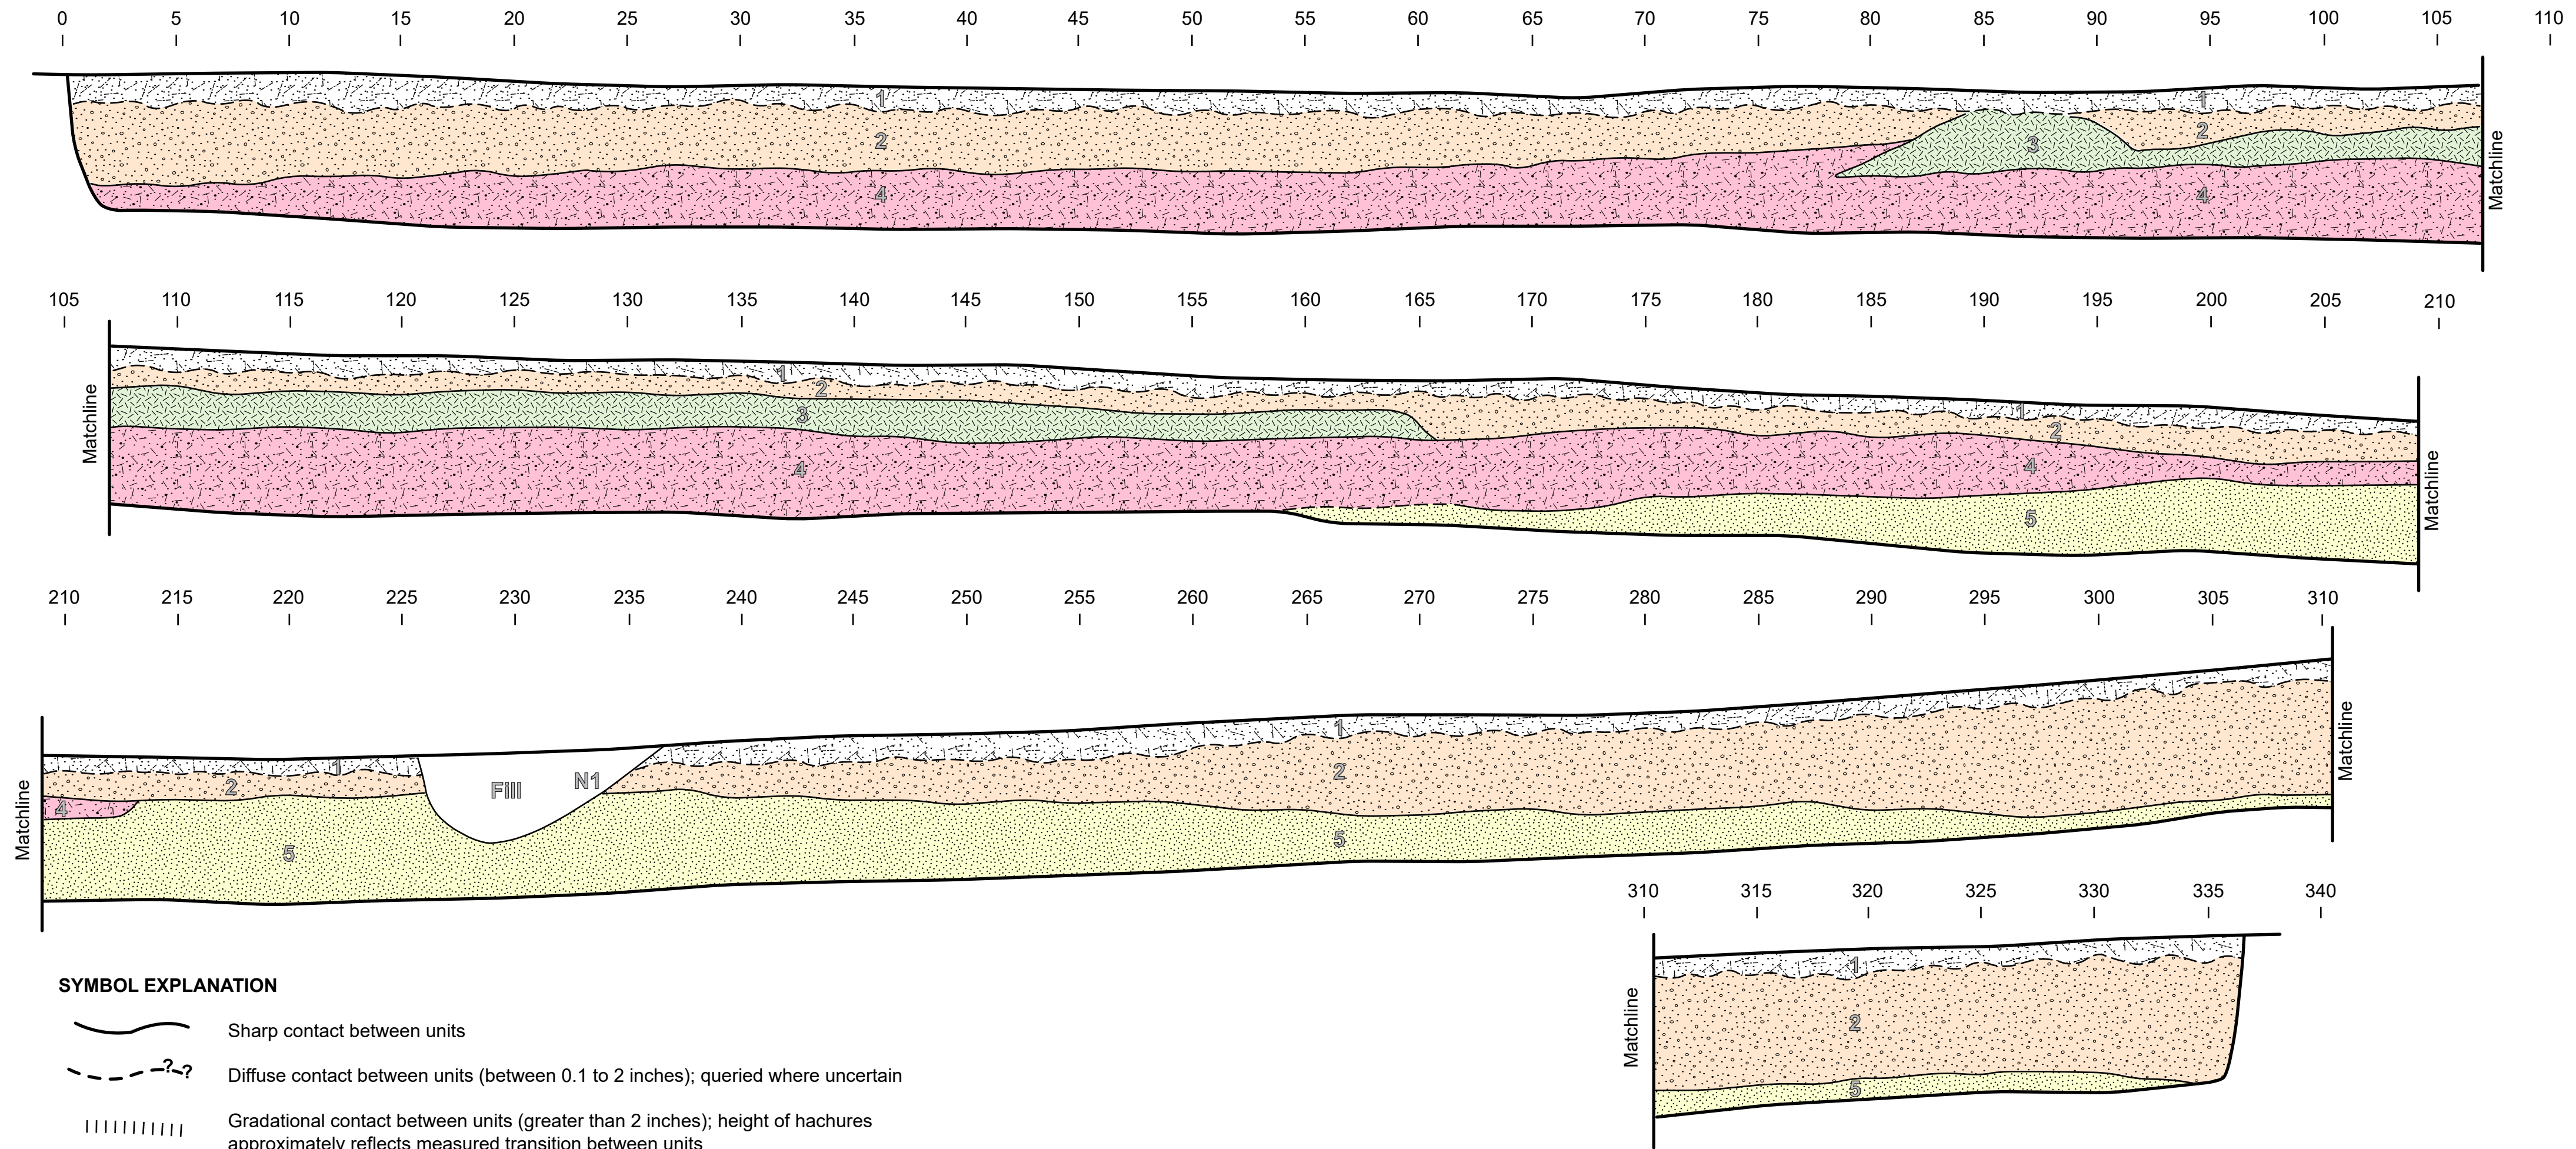 0 5 10 15 20 25 30 35 40 45 50 55 60 65 70 75 80 85 90 95 100 105 110
1 1
2 2
3
4 4
Matchline
105 110 115 120 125 130 135 140 145 150 155 160 165 170 175 180 185 190 195 200 205 210
Matchline
1 2 3 4
1 2 4 5
Matchline
210 215 220 225 230 235 240 245 250 255 260 265 270 275 280 285 290 295 300 305 310
Matchline
1 2 4 5
Fill N1
1 2 5
Matchline
310 315 320 325 330 335 340
Matchline
1
2
5
SYMBOL EXPLANATION
Sharp contact between units
? ? Diffuse contact between units (between 0.1 to 2 inches); queried where uncertain
Gradational contact between units (greater than 2 inches); height of hachures
approximately reflects measured transition between units